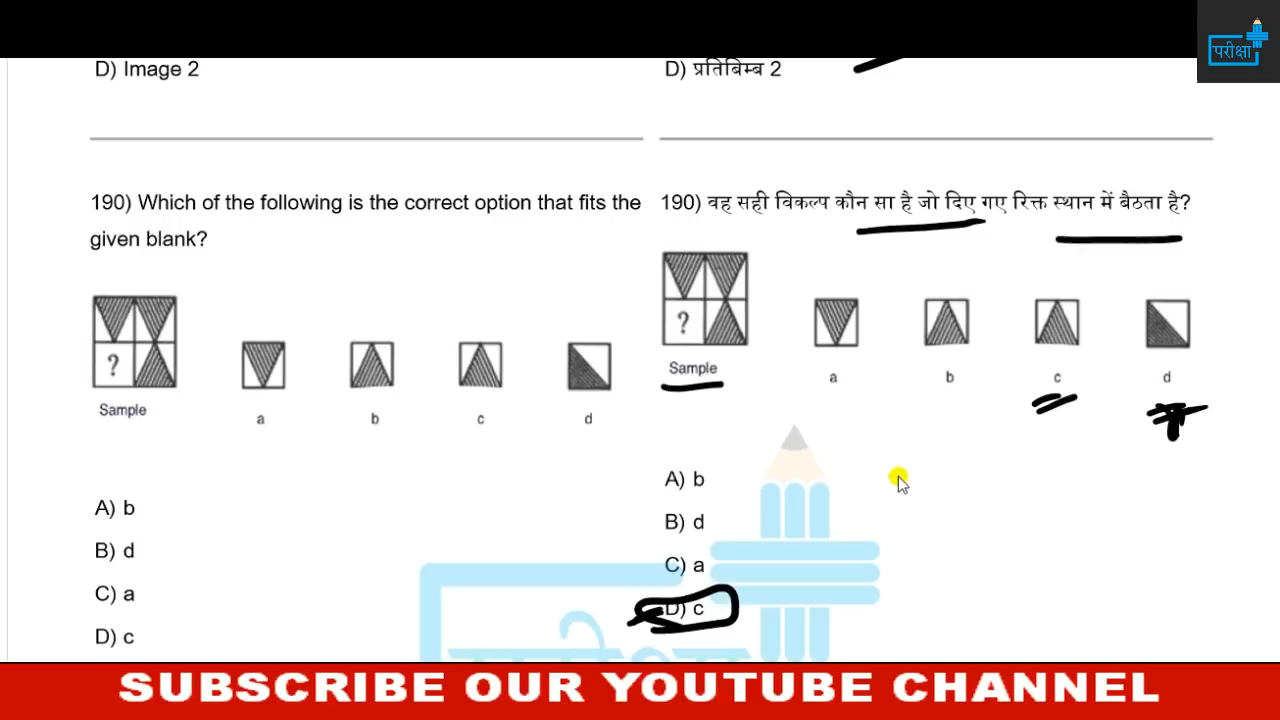 परीक्षा
D) Image 2
190) Which of the following is the correct option that fits the
given blank?
?
Sample
a
b
c
d
A) b
B) d
C) a
D) c
D) प्रतिबिम्ब 2
190) वह सही विकल्प कौन सा है जो दिए गए रिक्त स्थान में बैठता है?
?
Sample
a
b
c
d
A) b
B) d
C) a
D) c
SUBSCRIBE OUR YOUTUBE CHANNEL